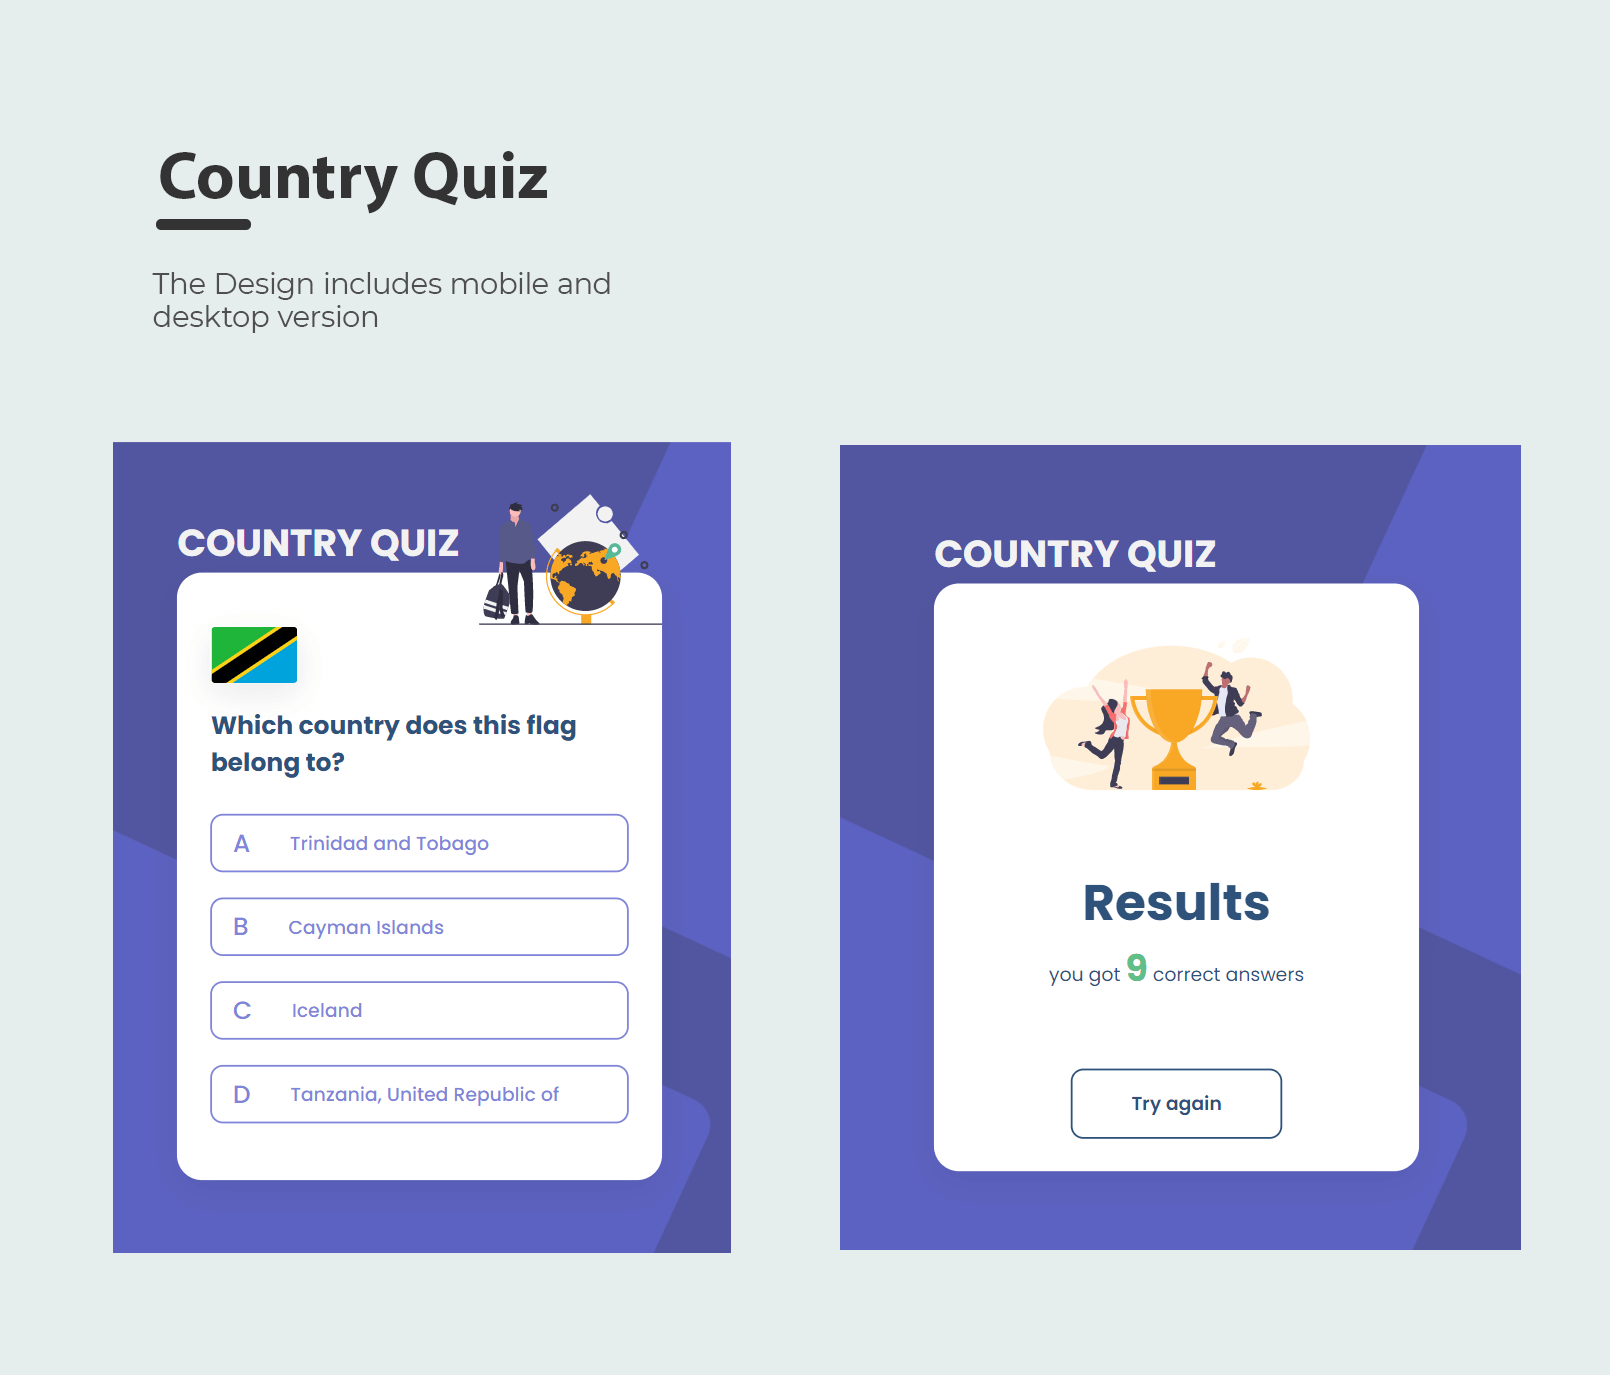 Country Quiz
The Design includes mobile and
desktop version
COUNTRY QUIZ
Which country does this flag
belong to?
A Trinidad and Tobago
B Cayman Islands
C Iceland
D Tanzania, United Republic of
COUNTRY QUIZ
Results
you got 9 correct answers
Try again